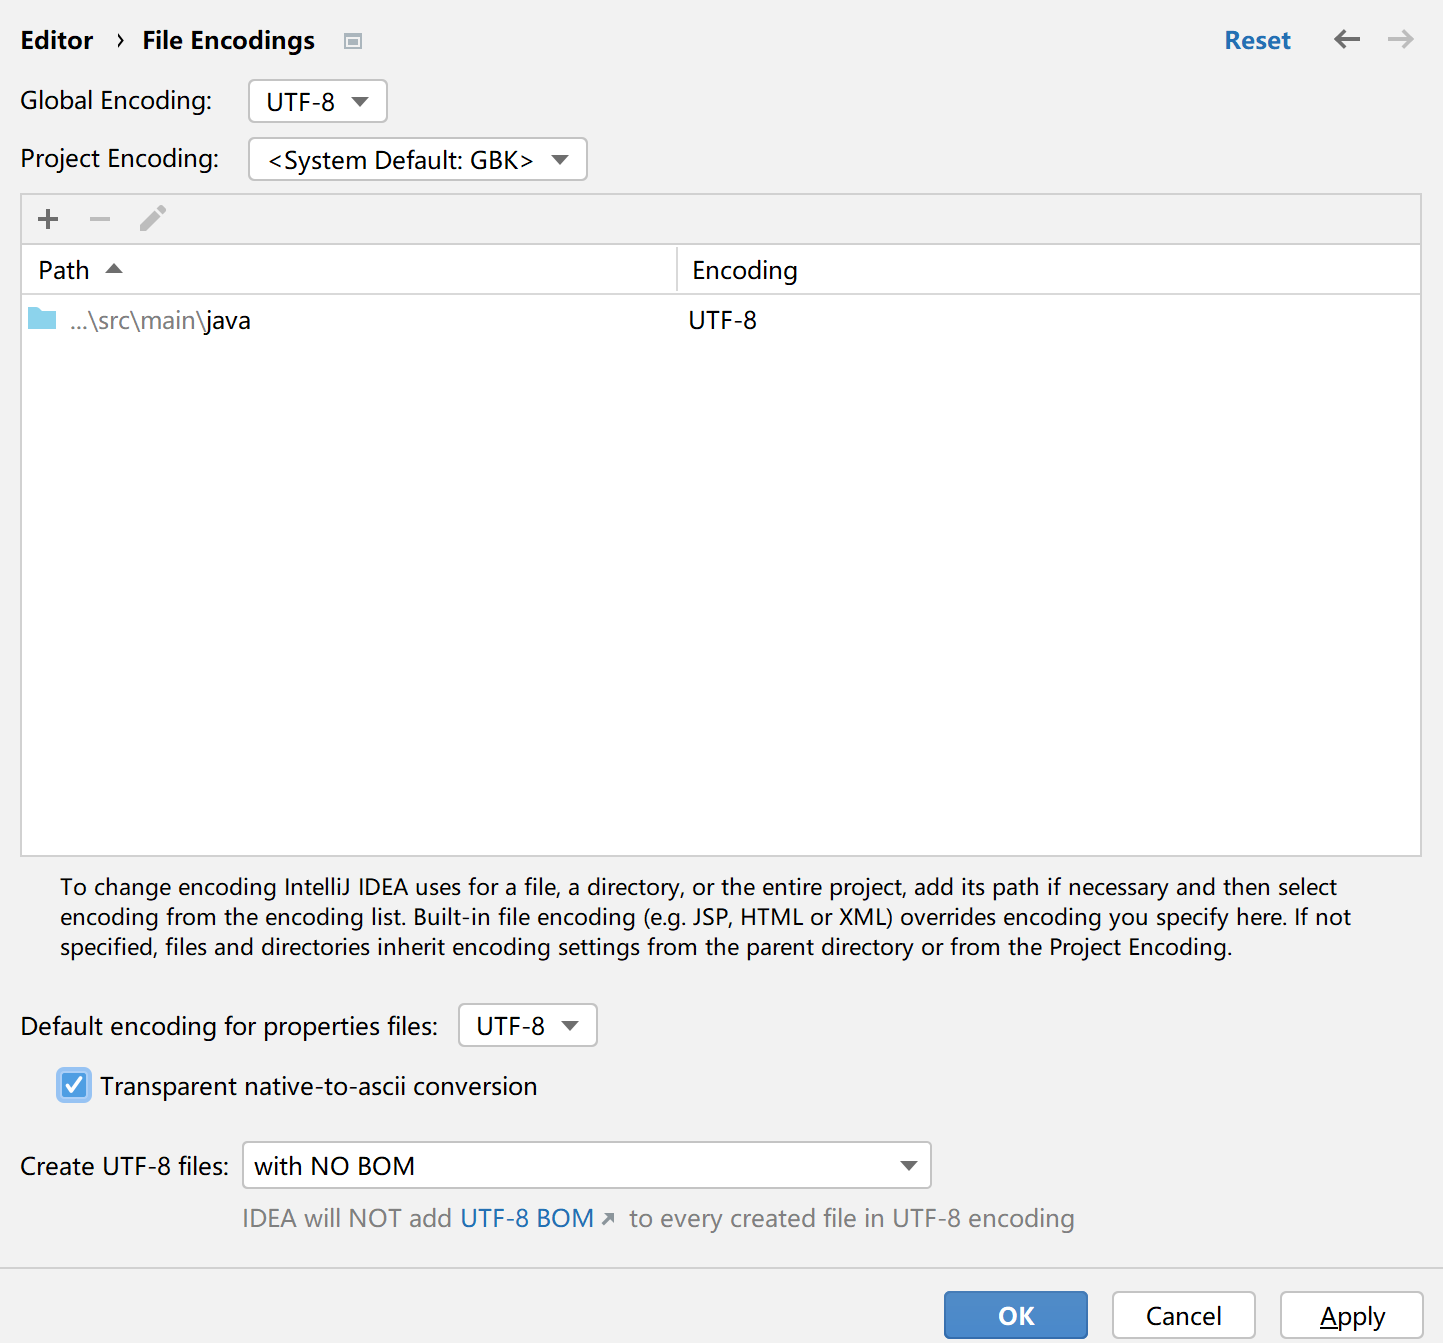 Editor › File Encodings Reset
Global Encoding: UTF-8
Project Encoding: <System Default: GBK>
Path Encoding
...\src\main\java UTF-8
To change encoding IntelliJ IDEA uses for a file, a directory, or the entire project, add its path if necessary and then select
encoding from the encoding list. Built-in file encoding (e.g. JSP, HTML or XML) overrides encoding you specify here. If not
specified, files and directories inherit encoding settings from the parent directory or from the Project Encoding.
Default encoding for properties files: UTF-8
Transparent native-to-ascii conversion
Create UTF-8 files: with NO BOM
IDEA will NOT add UTF-8 BOM to every created file in UTF-8 encoding
OK Cancel Apply